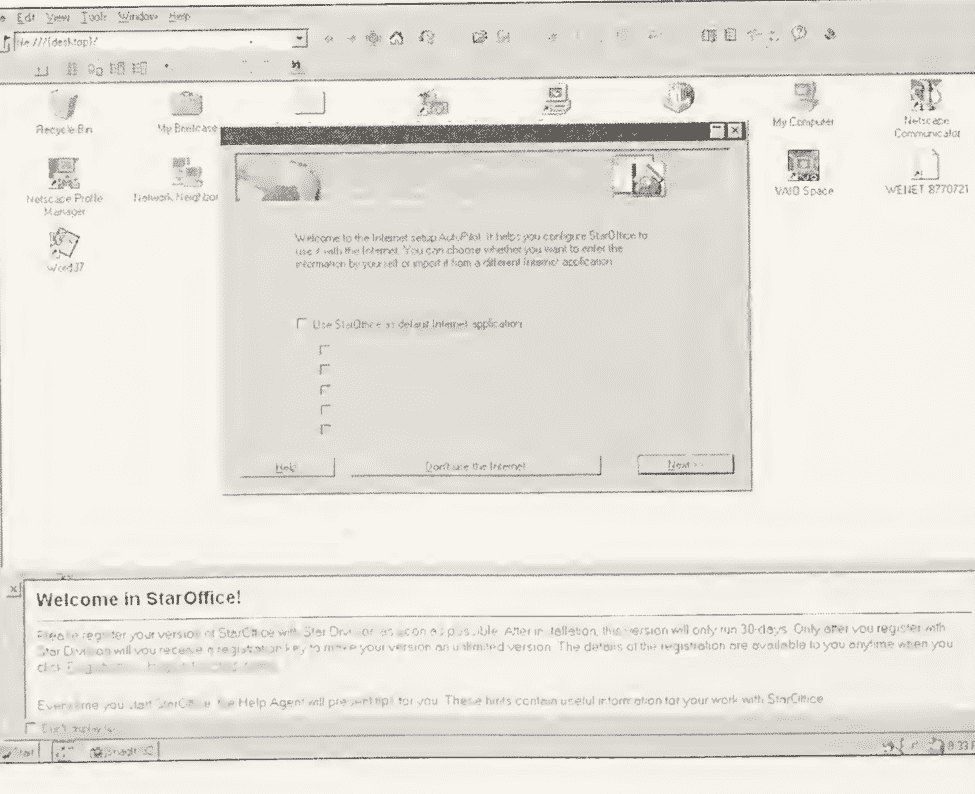 Edit View Tools Window Help
file:///[desktop]/
Recycle Bin
My Briefcase
My Computer
Netscape
Communicator
Netscape Profile
Manager
Network Neighbor
VAIO Space
WENET 8770721
Word37
Welcome to the Internet setup AutoPilot. It helps you configure StarOffice to
use it with the Internet. You can choose whether you want to enter the
information by yourself or import it from a different Internet application.
Use StarOffice as default Internet application
Help
Don't use the Internet
Next >>
Welcome in StarOffice!
Please register your version of StarOffice with Star Division as soon as possible. After installation, this version will only run 30-days. Only after you register with
Star Division will you receive a registration key to make your version an unlimited version. The details of the registration are available to you anytime when you
click
Every time you start StarOffice the Help Agent will present tips for you. These hints contain useful information for your work with StarOffice
Don't display
Start
8:33 P